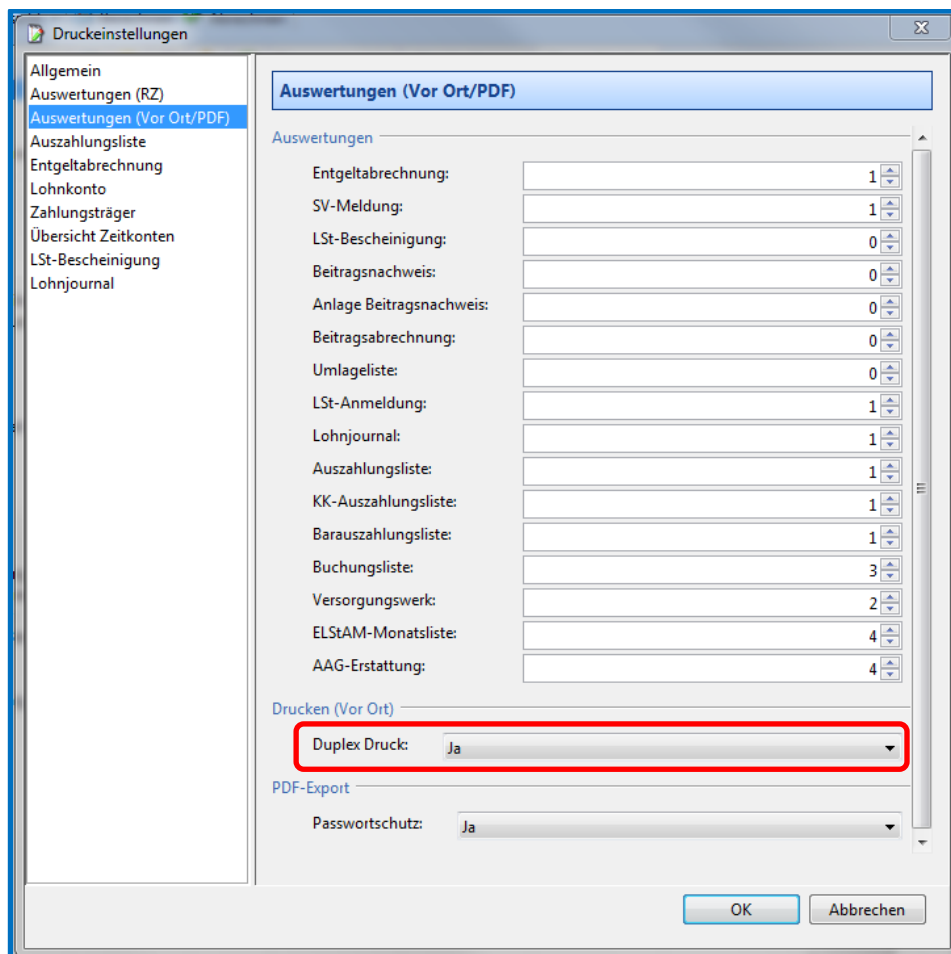 Druckeinstellungen
Allgemein
Auswertungen (RZ)
Auswertungen (Vor Ort/PDF)
Auszahlungsliste
Entgeltabrechnung
Lohnkonto
Zahlungsträger
Übersicht Zeitkonten
LSt-Bescheinigung
Lohnjournal
Auswertungen (Vor Ort/PDF)
Auswertungen
Entgeltabrechnung: 1
SV-Meldung: 1
LSt-Bescheinigung: 0
Beitragsnachweis: 0
Anlage Beitragsnachweis: 0
Beitragsabrechnung: 0
Umlageliste: 0
LSt-Anmeldung: 1
Lohnjournal: 1
Auszahlungsliste: 1
KK-Auszahlungsliste: 1
Barauszahlungsliste: 1
Buchungsliste: 3
Versorgungswerk: 2
ELStAM-Monatsliste: 4
AAG-Erstattung: 4
Drucken (Vor Ort)
Duplex Druck: Ja
PDF-Export
Passwortschutz: Ja
OK Abbrechen